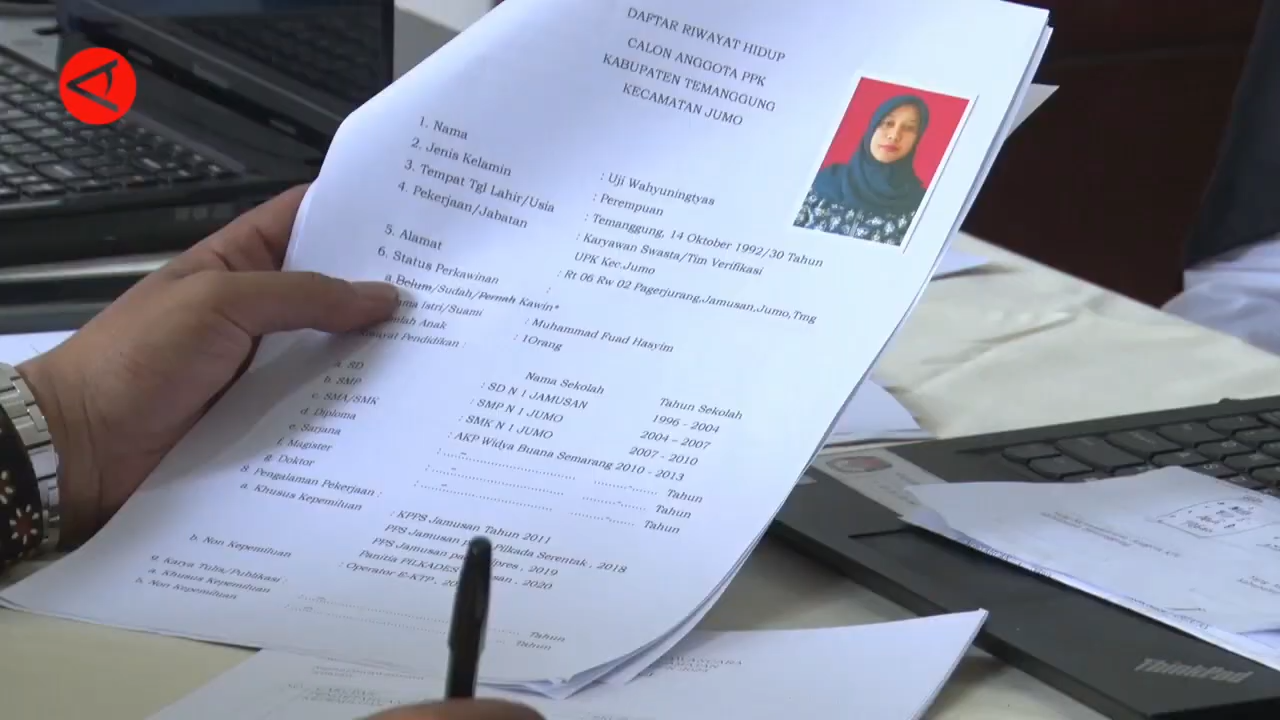 DAFTAR RIWAYAT HIDUP
CALON ANGGOTA PPK
KABUPATEN TEMANGGUNG
KECAMATAN JUMO
1. Nama : Uji Wahyuningtyas
2. Jenis Kelamin : Perempuan
3. Tempat Tgl Lahir/Usia : Temanggung, 14 Oktober 1992/30 Tahun
4. Pekerjaan/Jabatan : Karyawan Swasta/Tim Verifikasi
UPK Kec.Jumo
5. Alamat : Rt 06 Rw 02 Pagerjurang,Jamusan,Jumo,Tmg
6. Status Perkawinan :
a. Belum/Sudah/Pernah Kawin*
Istri/Suami : Muhammad Fuad Hasyim
Anak : 1Orang
Pendidikan :
Nama Sekolah Tahun Sekolah
a. SD : SD N 1 JAMUSAN 1996 - 2004
b. SMP : SMP N 1 JUMO 2004 - 2007
c. SMA/SMK : SMK N 1 JUMO 2007 - 2010
d. Diploma : AKP Widya Buana Semarang 2010 - 2013
e. Sarjana : Tahun
f. Magister : Tahun
g. Doktor : Tahun
8. Pengalaman Pekerjaan :
a. Khusus Kepemiluan : KPPS Jamusan Tahun 2011
PPS Jamusan Pilkada Serentak , 2018
PPS Jamusan , 2019
Panitia PILKADES , 2020
b. Non Kepemiluan : Operator E-KTP ,
9. Karya Tulis/Publikasi :
a. Khusus Kepemiluan : Tahun
b. Non Kepemiluan : Tahun
ThinkPad